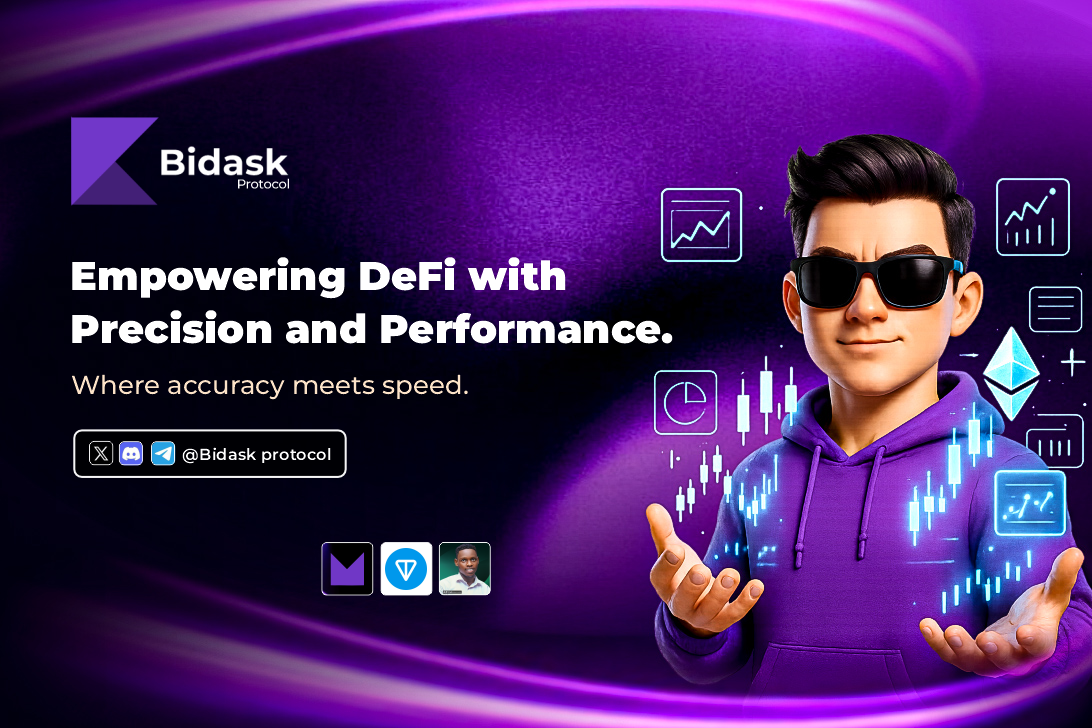 Bidask
Protocol
Empowering DeFi with
Precision and Performance.
Where accuracy meets speed.
@Bidask protocol